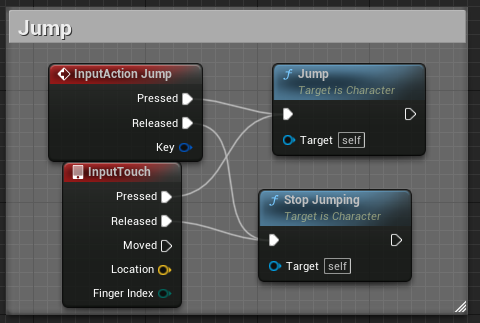 Jump
InputAction Jump
Pressed
Released
Key
InputTouch
Pressed
Released
Moved
Location
Finger Index
f Jump
Target is Character
Target self
f Stop Jumping
Target is Character
Target self